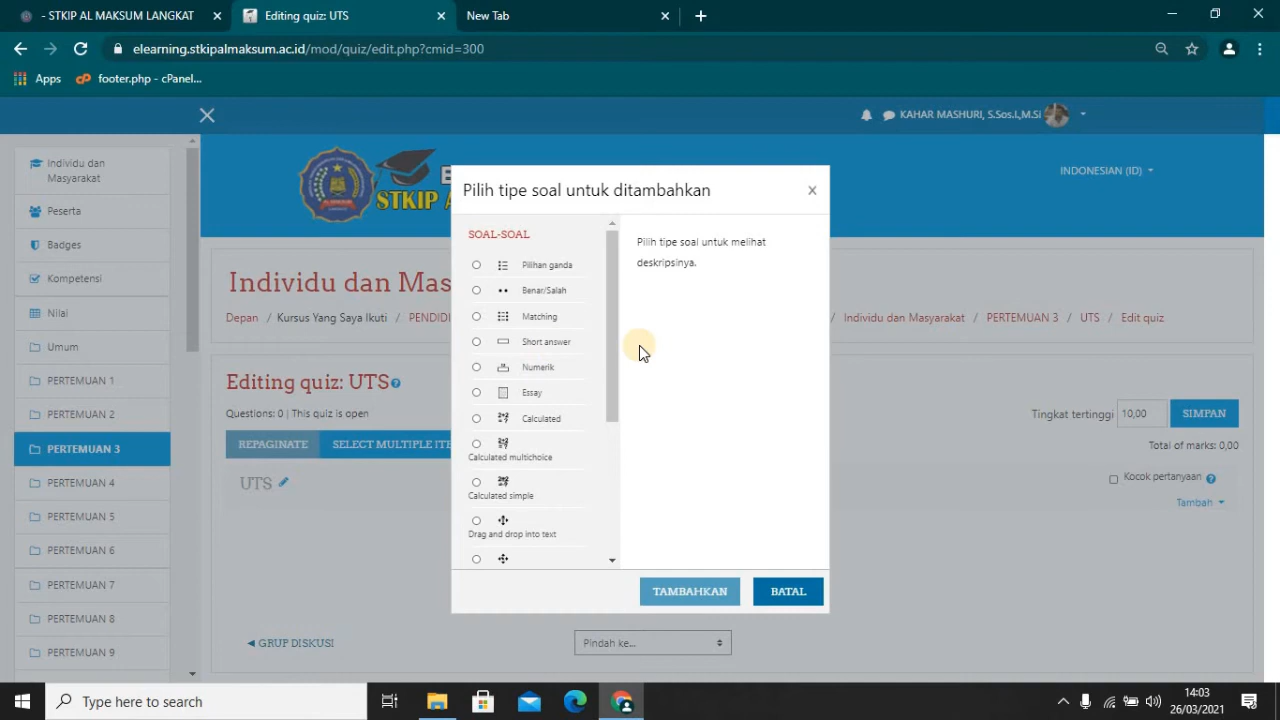 - STKIP AL MAKSUM LANGKAT
Editing quiz: UTS
New Tab
elearning.stkipalmaksum.ac.id/mod/quiz/edit.php?cmid=300
Apps
footer.php - cPanel...
KAHAR MASHURI, S.Sos.I.,M.Si
INDONESIAN (ID)
STKIP A
Individu dan
Masyarakat
Peserta
Badges
Kompetensi
Nilai
Umum
PERTEMUAN 1
PERTEMUAN 2
PERTEMUAN 3
PERTEMUAN 4
PERTEMUAN 5
PERTEMUAN 6
PERTEMUAN 7
PERTEMUAN 8
PERTEMUAN 9
Individu dan Mas
Depan / Kursus Yang Saya Ikuti / PENDIDI
/ Individu dan Masyarakat / PERTEMUAN 3 / UTS / Edit quiz
Editing quiz: UTS
Questions: 0 | This quiz is open
Tingkat tertinggi 10,00 SIMPAN
REPAGINATE SELECT MULTIPLE ITE
Total of marks: 0,00
UTS
Kocok pertanyaan
Tambah
Pilih tipe soal untuk ditambahkan
SOAL-SOAL
Pilihan ganda
Benar/Salah
Matching
Short answer
Numerik
Essay
Calculated
Calculated multichoice
Calculated simple
Drag and drop into text
Pilih tipe soal untuk melihat
deskripsinya.
TAMBAHKAN BATAL
◀ GRUP DISKUSI
Pindah ke...
Type here to search
14:03
26/03/2021